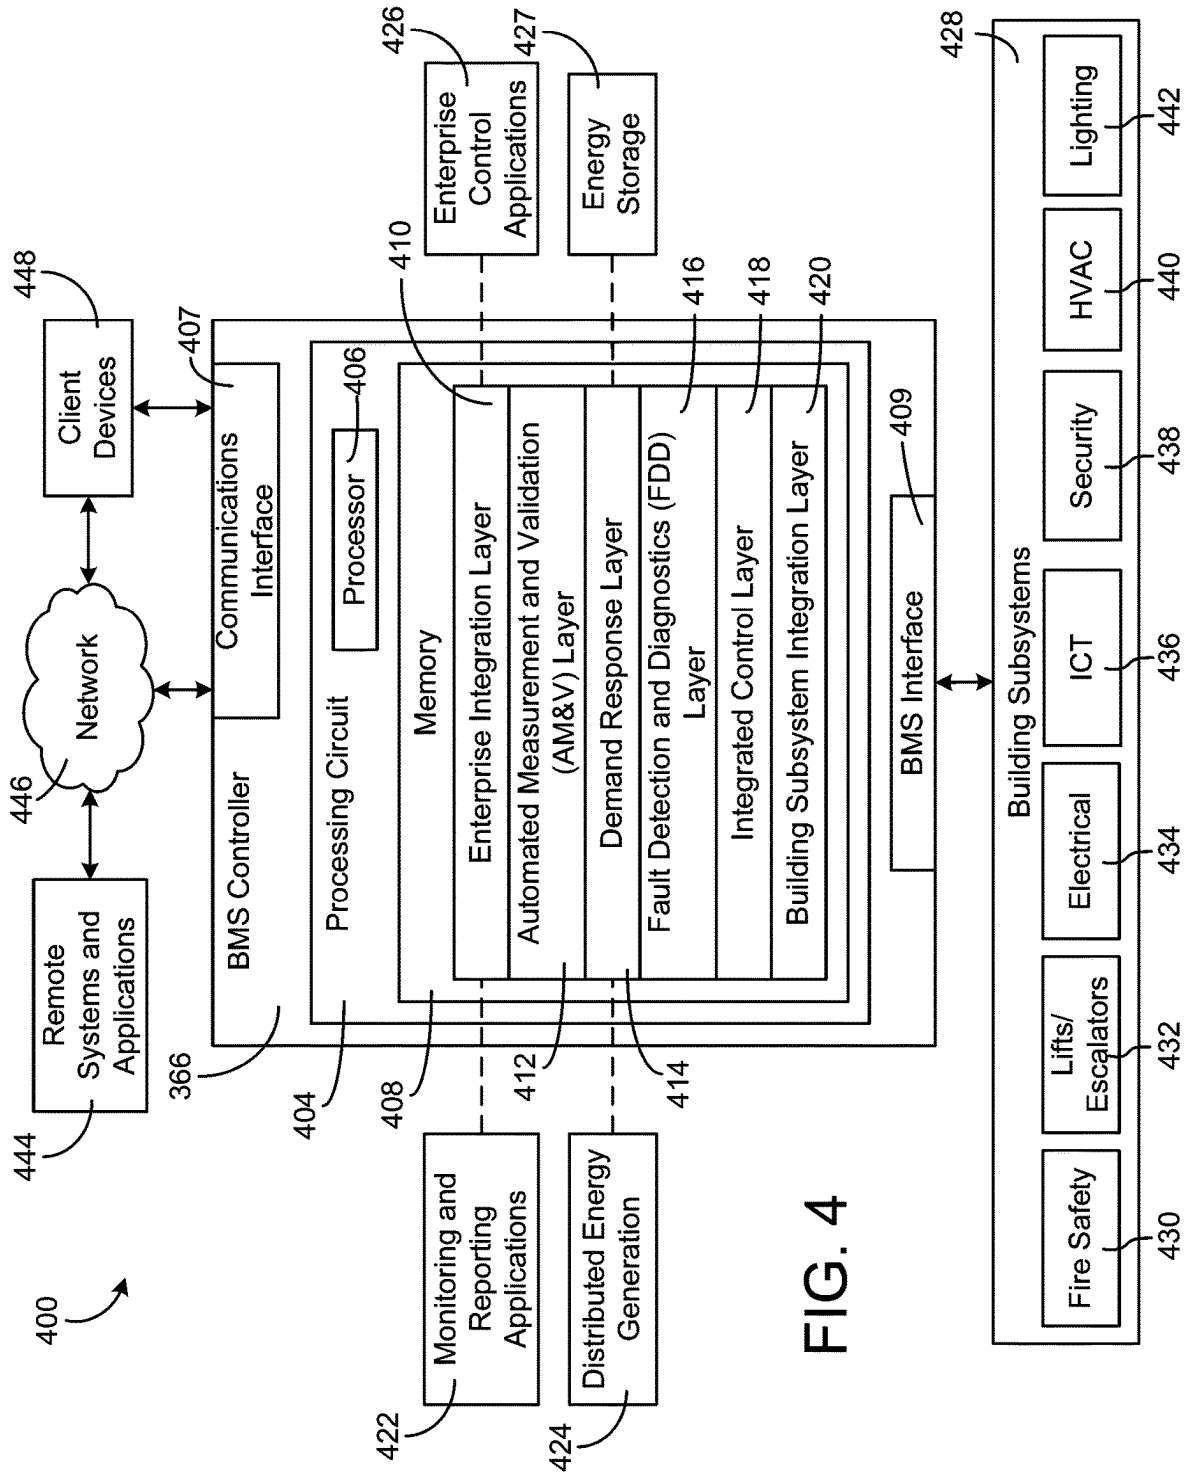 400
444
Remote
Systems and
Applications
446
Network
448
Client
Devices
366
BMS Controller
407
Communications
Interface
404
Processing Circuit
Processor
406
408
Memory
410
Enterprise Integration Layer
412
Automated Measurement and Validation
(AM&V) Layer
414
Demand Response Layer
416
Fault Detection and Diagnostics (FDD)
Layer
418
Integrated Control Layer
420
Building Subsystem Integration Layer
409
BMS Interface
422
Monitoring and
Reporting
Applications
424
Distributed Energy
Generation
426
Enterprise
Control
Applications
427
Energy
Storage
428
Building Subsystems
Fire Safety
Lifts/
Escalators
Electrical
ICT
Security
HVAC
Lighting
430
432
434
436
438
440
442
FIG. 4